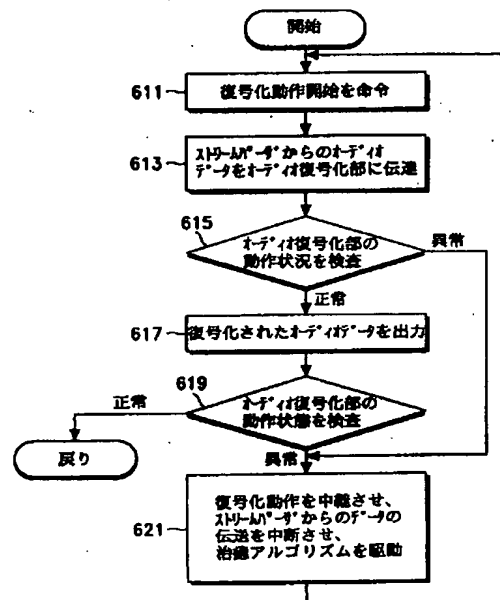 開始
611
復号化動作開始を命令
613
ストリームパーザからのオーディオ
データをオーディオ復号化部に伝達
615
オーディオ復号化部の
動作状況を検査
異常
正常
617
復号化されたオーディオデータを出力
619
オーディオ復号化部の
動作状態を検査
正常
戻り
異常
621
復号化動作を中継させ、
ストリームパーザからのデータの
伝送を中断させ、
治癒アルゴリズムを駆動